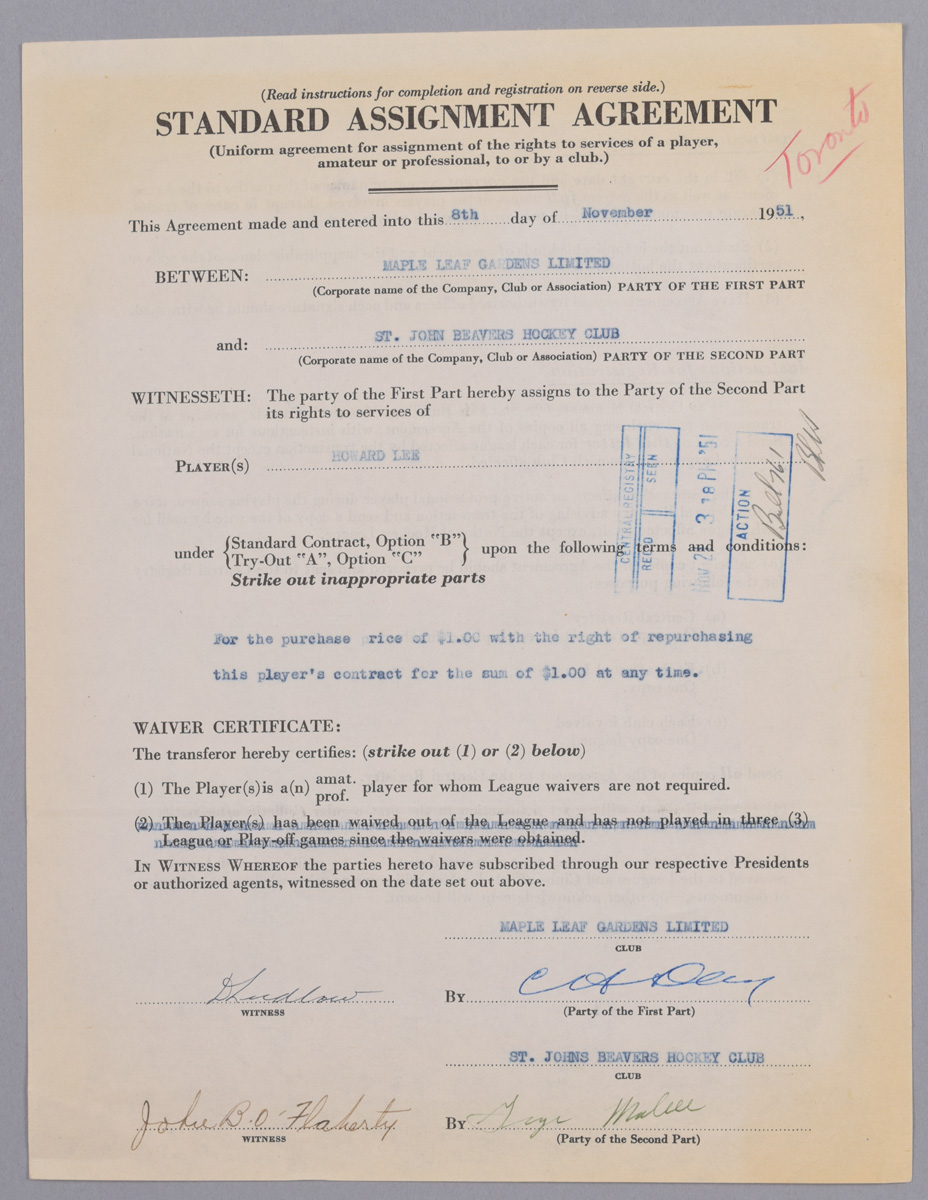 (Read instructions for completion and registration on reverse side.)
STANDARD ASSIGNMENT AGREEMENT
(Uniform agreement for assignment of the rights to services of a player,
amateur or professional, to or by a club.)
Toronto
This Agreement made and entered into this 8th day of November 1951,
BETWEEN: MAPLE LEAF GARDENS LIMITED
(Corporate name of the Company, Club or Association) PARTY OF THE FIRST PART
and: ST. JOHN BEAVERS HOCKEY CLUB
(Corporate name of the Company, Club or Association) PARTY OF THE SECOND PART
WITNESSETH: The party of the First Part hereby assigns to the Party of the Second Part
its rights to services of
PLAYER(S) HOWARD LEE
CENTRAL REGISTRY
REC'D SEEN
NOV 2 3 18 PM '51
ACTION
under {Standard Contract, Option "B"} upon the following terms and conditions:
{Try-Out "A", Option "C"}
Strike out inappropriate parts
For the purchase rice of $1.00 with the right of repurchasing
this player's contract for the sum of $1.00 at any time.
WAIVER CERTIFICATE:
The transferor hereby certifies: (strike out (1) or (2) below)
(1) The Player(s)is a(n) amat. prof. player for whom League waivers are not required.
(2) The Player(s) has been waived out of the League and has not played in three (3)
League or Play-off games since the waivers were obtained.
IN WITNESS WHEREOF the parties hereto have subscribed through our respective Presidents
or authorized agents, witnessed on the date set out above.
MAPLE LEAF GARDENS LIMITED
CLUB
DLudlow BY
WITNESS (Party of the First Part)
ST. JOHNS BEAVERS HOCKEY CLUB
CLUB
John B. O'Flaherty BY
WITNESS (Party of the Second Part)